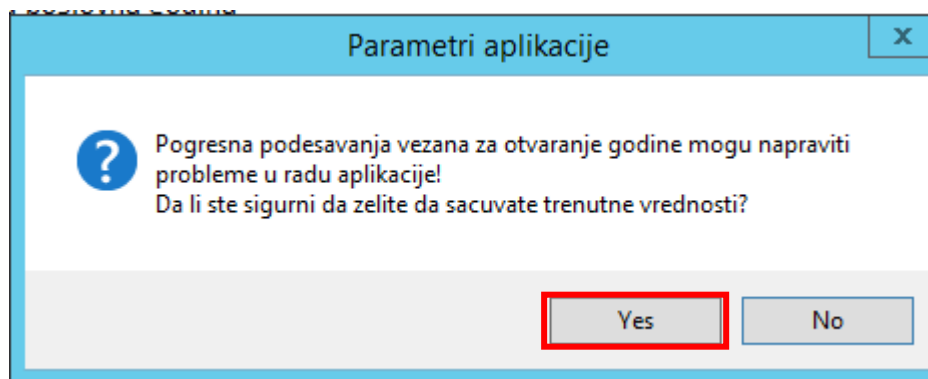 Parametri aplikacije
x
Pogresna podesavanja vezana za otvaranje godine mogu napraviti
probleme u radu aplikacije!
Da li ste sigurni da zelite da sacuvate trenutne vrednosti?
Yes No